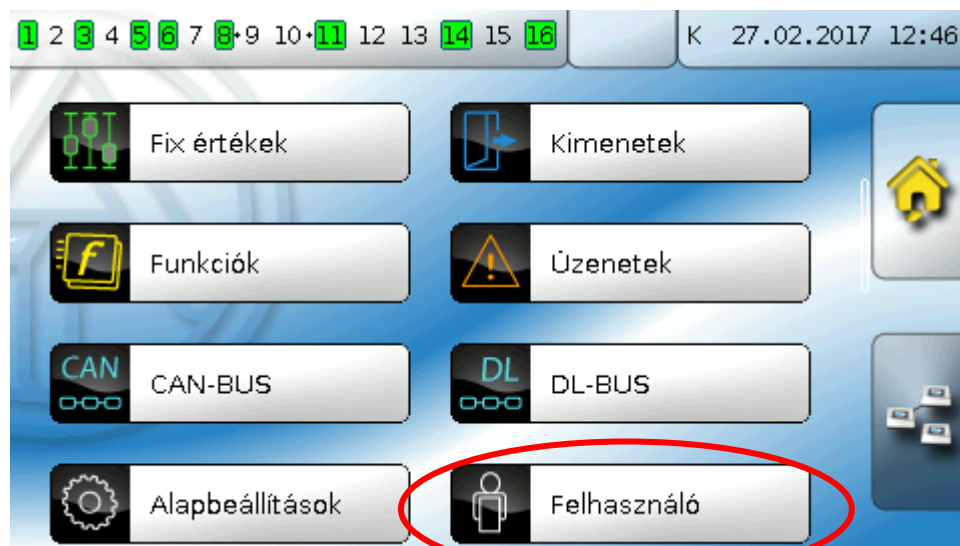 1 2 3 4 5 6 7 8 9 10 11 12 13 14 15 16 K 27.02.2017 12:46
Fix értékek Kimenetek
f Funkciók Üzenetek
CAN CAN-BUS DL DL-BUS
Alapbeállítások Felhasználó